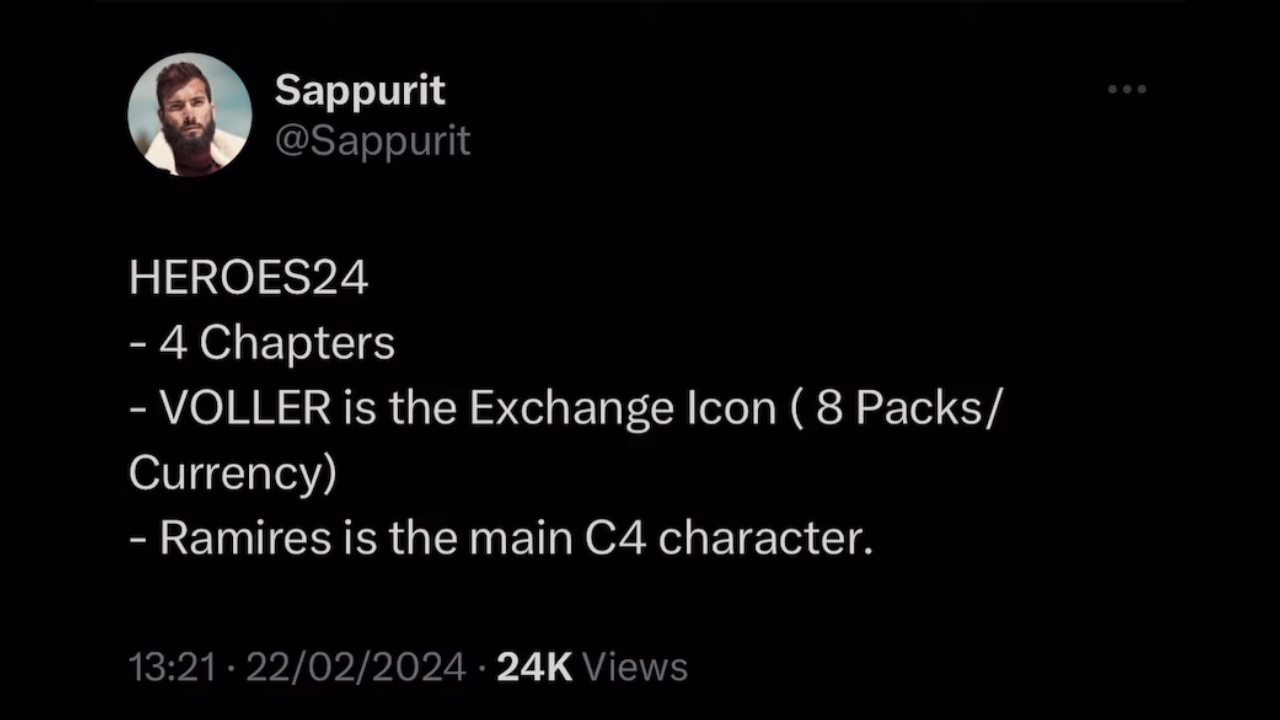 Sappurit
@Sappurit
HEROES24
- 4 Chapters
- VOLLER is the Exchange Icon ( 8 Packs/
Currency)
- Ramires is the main C4 character.
13:21 · 22/02/2024 · 24K Views